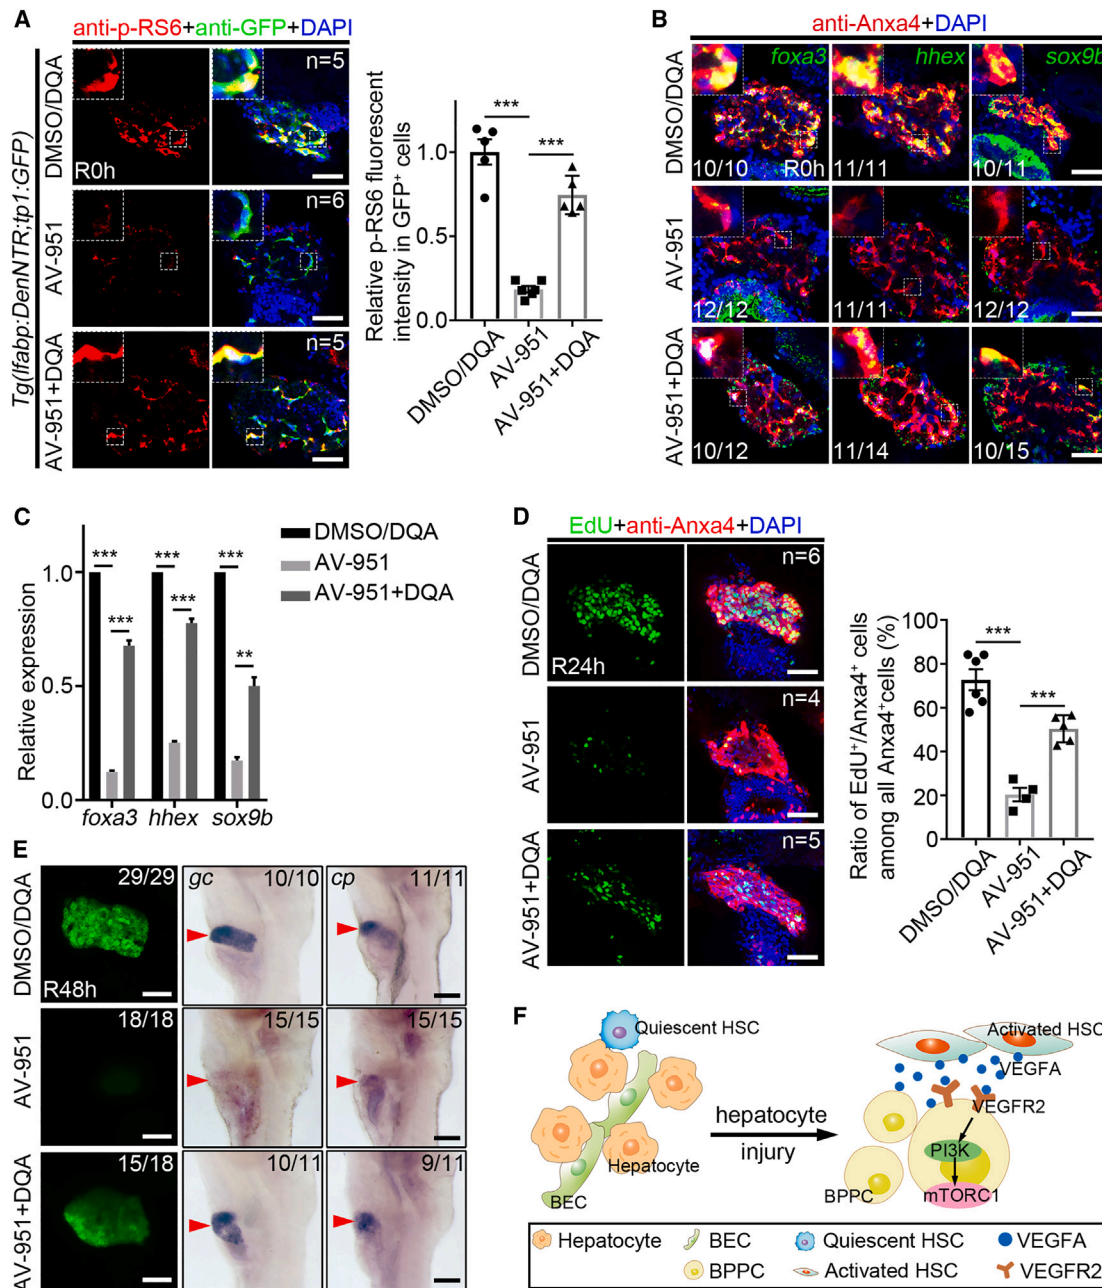 A
anti-p-RS6+anti-GFP+DAPI
Tg(lfabp:DenNTR;tp1:GFP)
DMSO/DQA
n=5
R0h
AV-951
n=6
AV-951+DQA
n=5
Relative p-RS6 fluorescent
intensity in GFP+ cells
1.0
0.5
0.0
***
***
DMSO/DQA
AV-951
AV-951+DQA
B
anti-Anxa4+DAPI
foxa3
hhex
sox9b
DMSO/DQA
10/10
R0h
11/11
10/11
AV-951
12/12
11/11
12/12
AV-951+DQA
10/12
11/14
10/15
C
DMSO/DQA
AV-951
AV-951+DQA
Relative expression
1.0
0.5
0.0
***
***
***
***
***
**
foxa3
hhex
sox9b
D
EdU+anti-Anxa4+DAPI
DMSO/DQA
n=6
R24h
AV-951
n=4
AV-951+DQA
n=5
Ratio of EdU+/Anxa4+ cells
among all Anxa4+cells (%)
100
80
60
40
20
0
***
***
DMSO/DQA
AV-951
AV-951+DQA
E
DMSO/DQA
29/29
R48h
gc
10/10
cp
11/11
AV-951
18/18
15/15
15/15
AV-951+DQA
15/18
10/11
9/11
F
Quiescent HSC
Hepatocyte
BEC
hepatocyte
injury
Activated HSC
VEGFA
VEGFR2
PI3K
mTORC1
BPPC
Hepatocyte
BEC
Quiescent HSC
VEGFA
BPPC
Activated HSC
VEGFR2